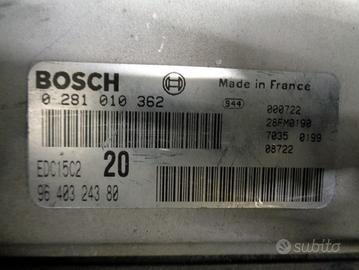 BOSCH
Made in France
0 281 010 362
S44
000722
28FM0190
7035 0199
08722
EDC15C2
20
96 403 243 80
subito